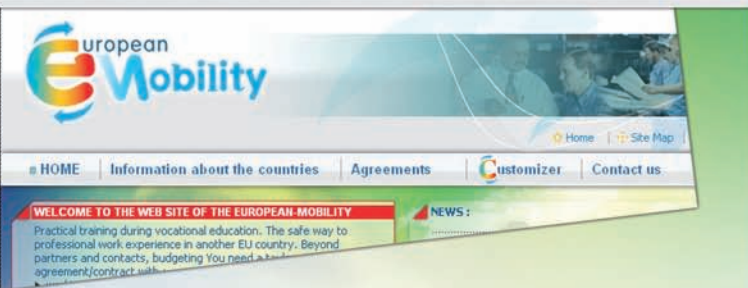 European
Mobility
Home | Site Map |
HOME | Information about the countries | Agreements | Customizer | Contact us
WELCOME TO THE WEB SITE OF THE EUROPEAN-MOBILITY
Practical training during vocational education. The safe way to
professional work experience in another EU country. Beyond
partners and contacts, budgeting You need a
agreement/contract with
NEWS :